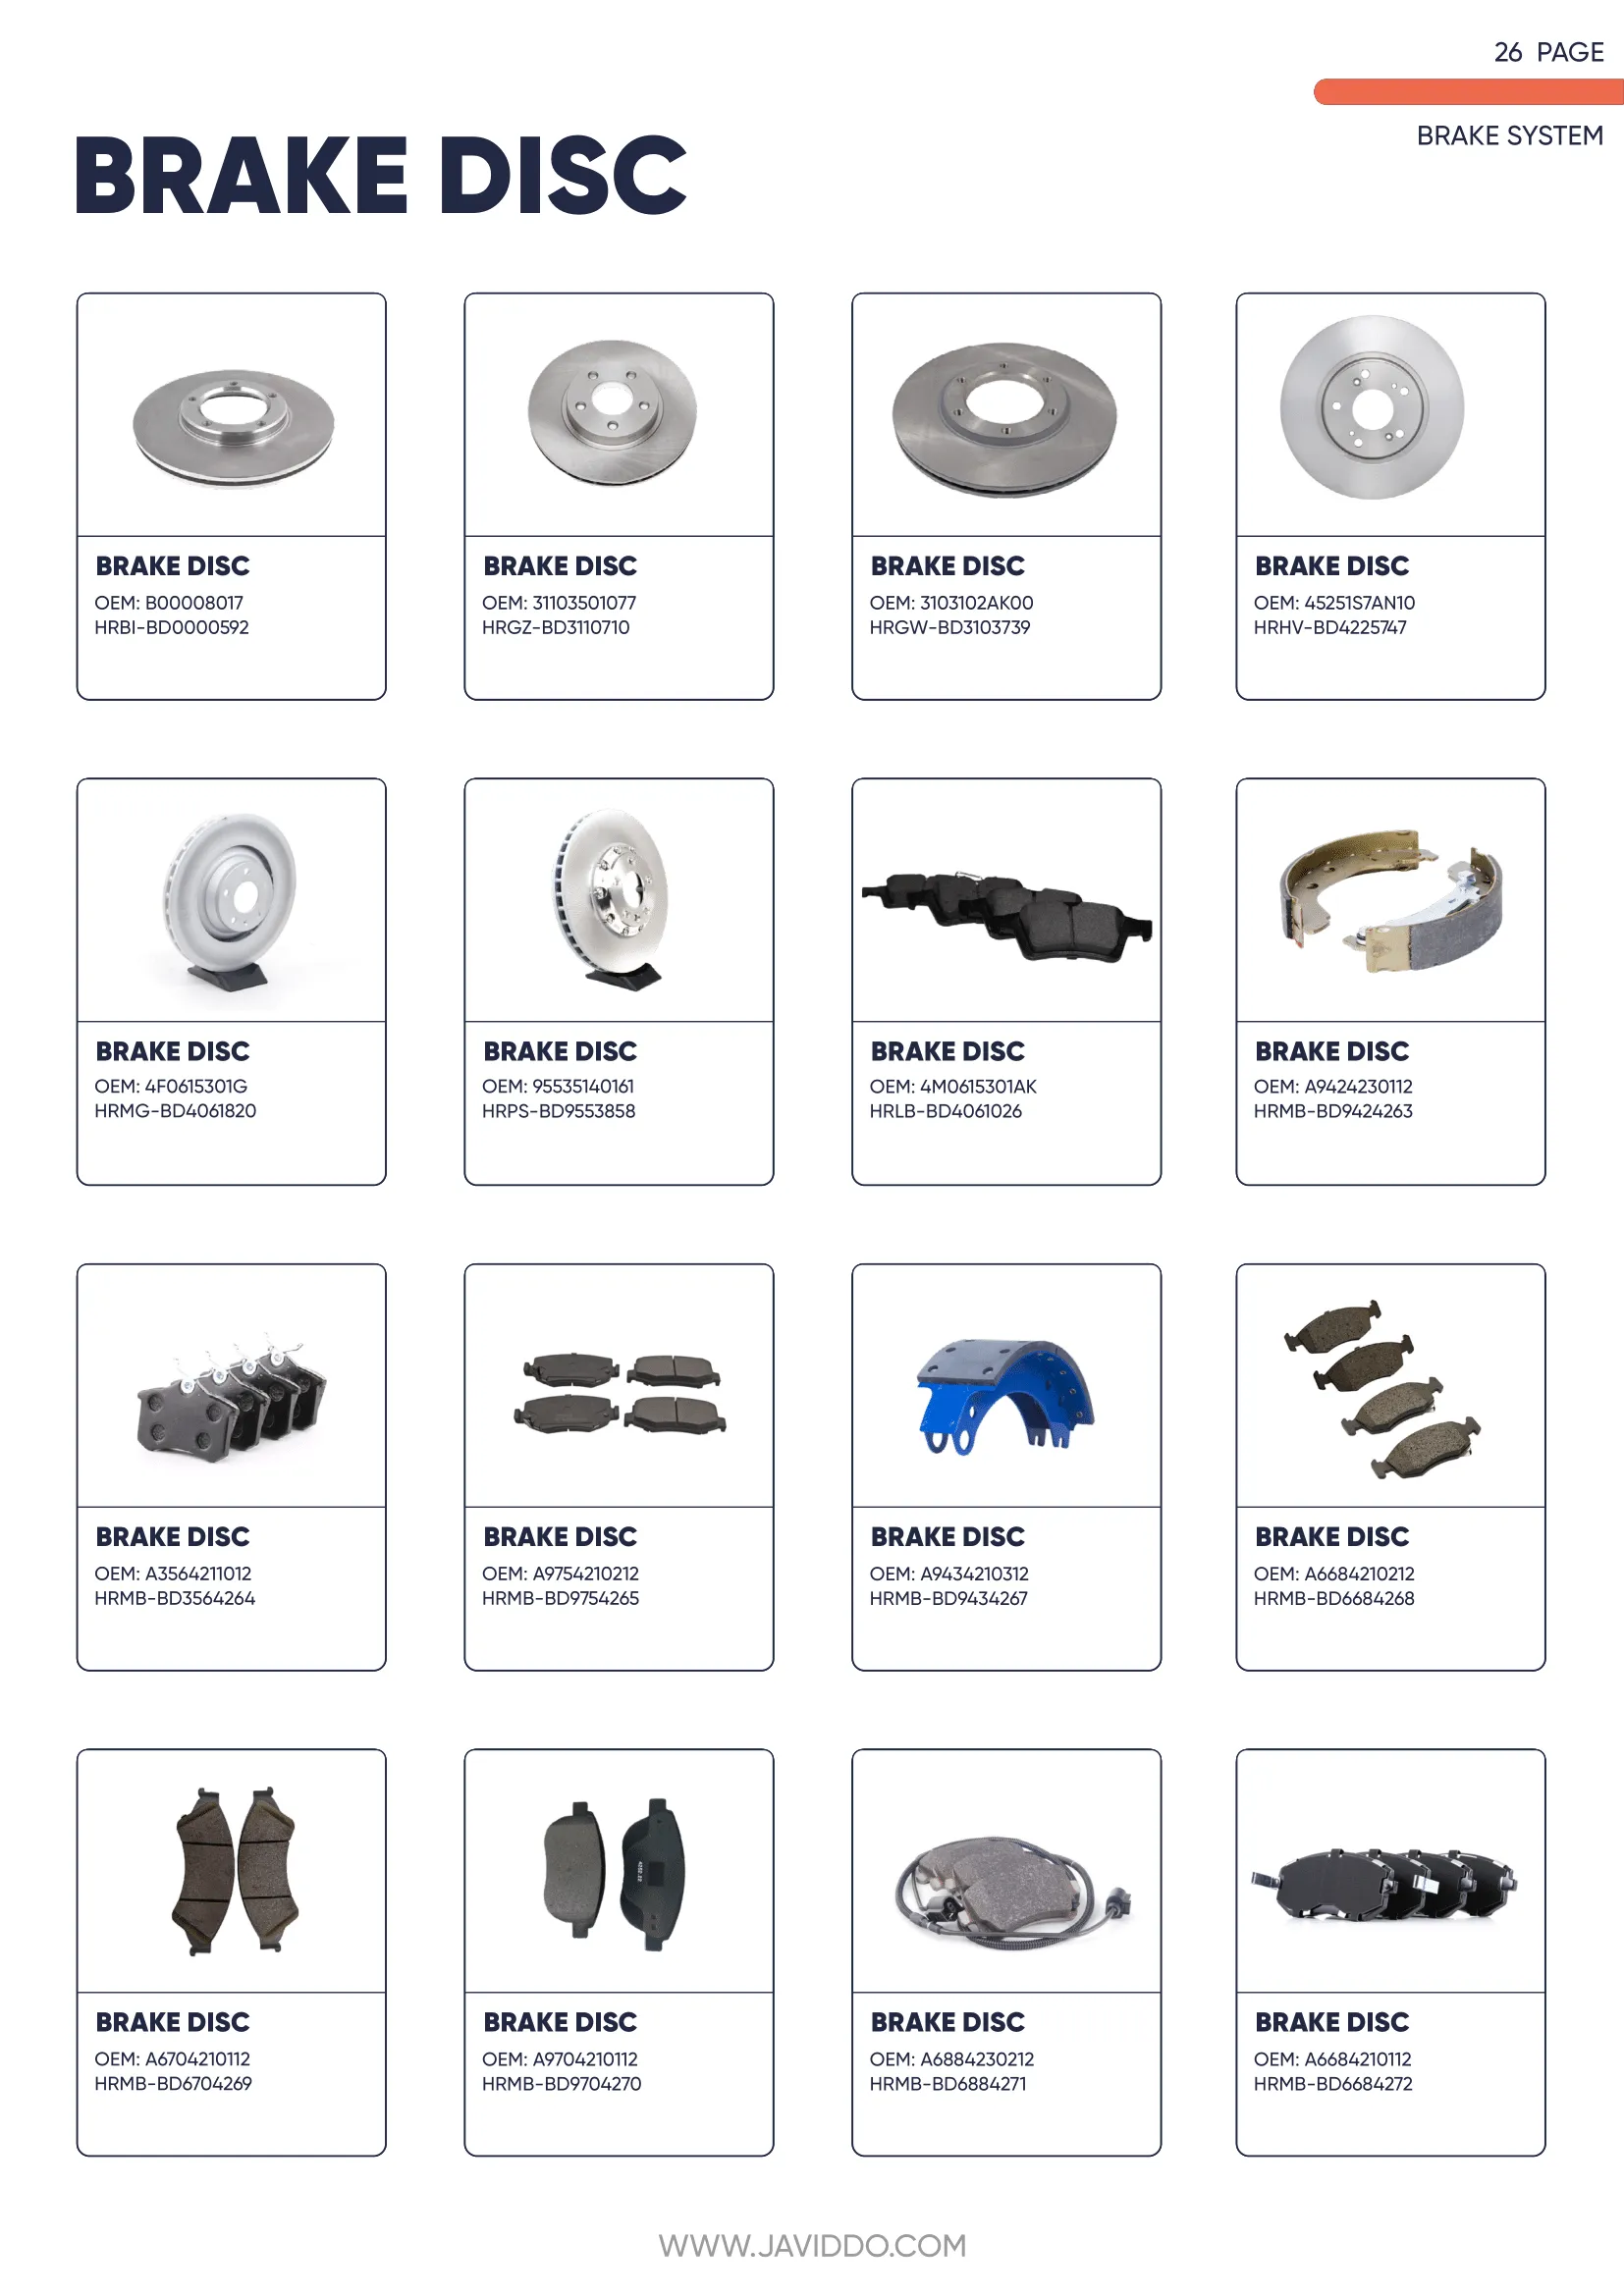 26 PAGE
BRAKE SYSTEM
BRAKE DISC
BRAKE DISC
OEM: B00008017
HRBI-BD0000592
BRAKE DISC
OEM: 31103501077
HRGZ-BD3110710
BRAKE DISC
OEM: 3103102AK00
HRGW-BD3103739
BRAKE DISC
OEM: 45251S7AN10
HRHV-BD4225747
BRAKE DISC
OEM: 4F0615301G
HRMG-BD4061820
BRAKE DISC
OEM: 95535140161
HRPS-BD9553858
BRAKE DISC
OEM: 4M0615301AK
HRLB-BD4061026
BRAKE DISC
OEM: A9424230112
HRMB-BD9424263
BRAKE DISC
OEM: A3564211012
HRMB-BD3564264
BRAKE DISC
OEM: A9754210212
HRMB-BD9754265
BRAKE DISC
OEM: A9434210312
HRMB-BD9434267
BRAKE DISC
OEM: A6684210212
HRMB-BD6684268
BRAKE DISC
OEM: A6704210112
HRMB-BD6704269
BRAKE DISC
OEM: A9704210112
HRMB-BD9704270
BRAKE DISC
OEM: A6884230212
HRMB-BD6884271
BRAKE DISC
OEM: A6684210112
HRMB-BD6684272
WWW.JAVIDDO.COM